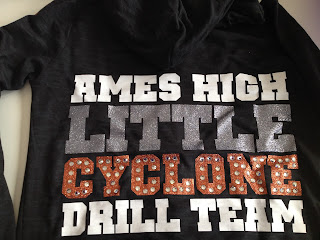 AMES HIGH
LITTLE
CYCLONE
DRILL TEAM